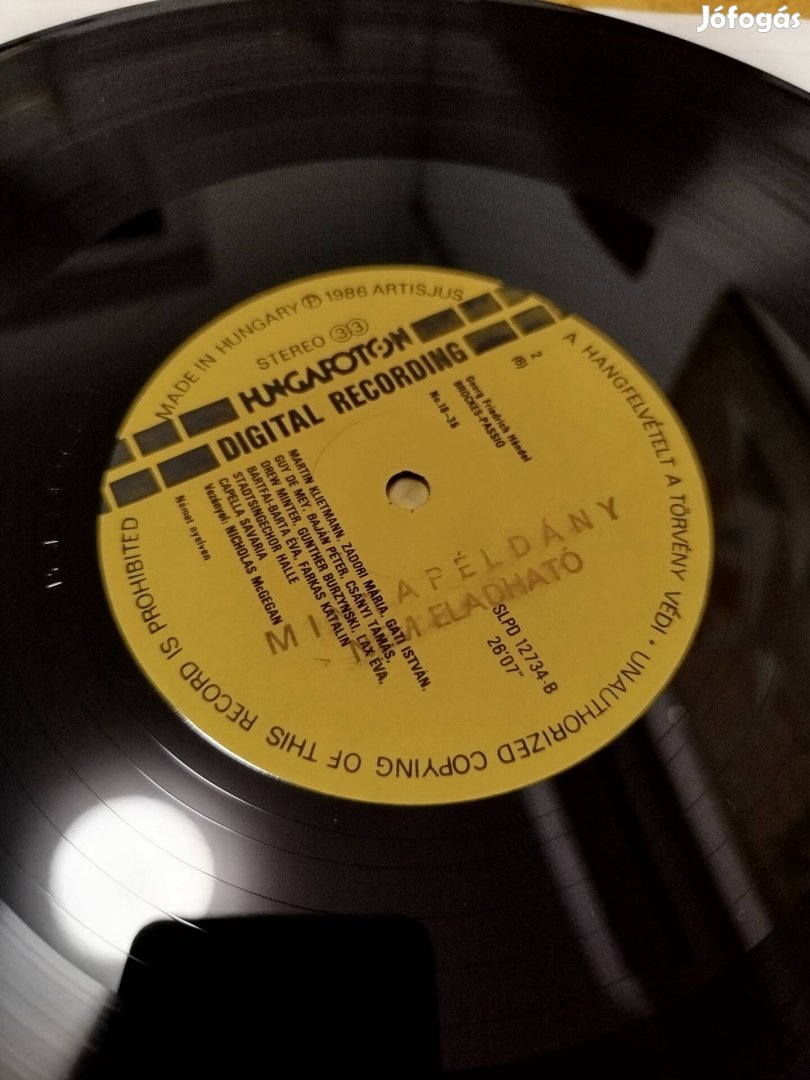 Jófogás
MADE IN HUNGARY Ⓟ 1986 ARTISJUS
STEREO 33
HUNGAROTON
DIGITAL RECORDING
2
(6)
Georg Friedrich Händel
BROCKES-PASSIÓ
No. 18-36
MARTIN KLIETMANN, ZÁDORI MÁRIA, GÁTI ISTVÁN,
GUY DE MEY, BAJÁN PÉTER, CSÁNYI TAMÁS,
DREW MINTER, GUNTHER BURZYNSKI, LAX ÉVA,
BÁRTFAI-BARTA ÉVA, FARKAS KATALIN
STADTSINGECHOR HALLE
CAPELLA SAVARIA
Vezényel: NICHOLAS McGEGAN
Német nyelven
SLPD 12734-B
26'07"
MINTAPÉLDÁNY
NEM ELADHATÓ
A HANGFELVÉTELT A TÖRVÉNY VÉDI · UNAUTHORIZED COPYING OF THIS RECORD IS PROHIBITED